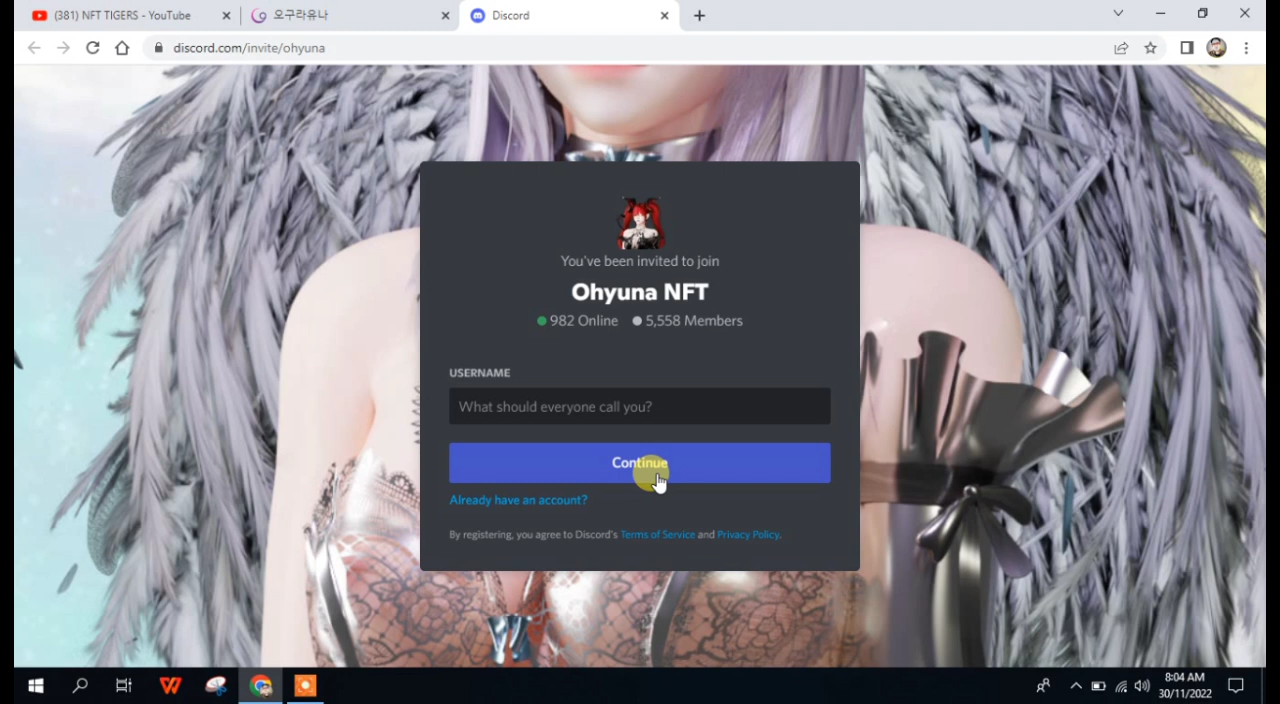 (381) NFT TIGERS - YouTube
오구라유나
Discord
discord.com/invite/ohyuna
You've been invited to join
Ohyuna NFT
982 Online 5,558 Members
USERNAME
What should everyone call you?
Continue
Already have an account?
By registering, you agree to Discord's Terms of Service and Privacy Policy.
8:04 AM
30/11/2022